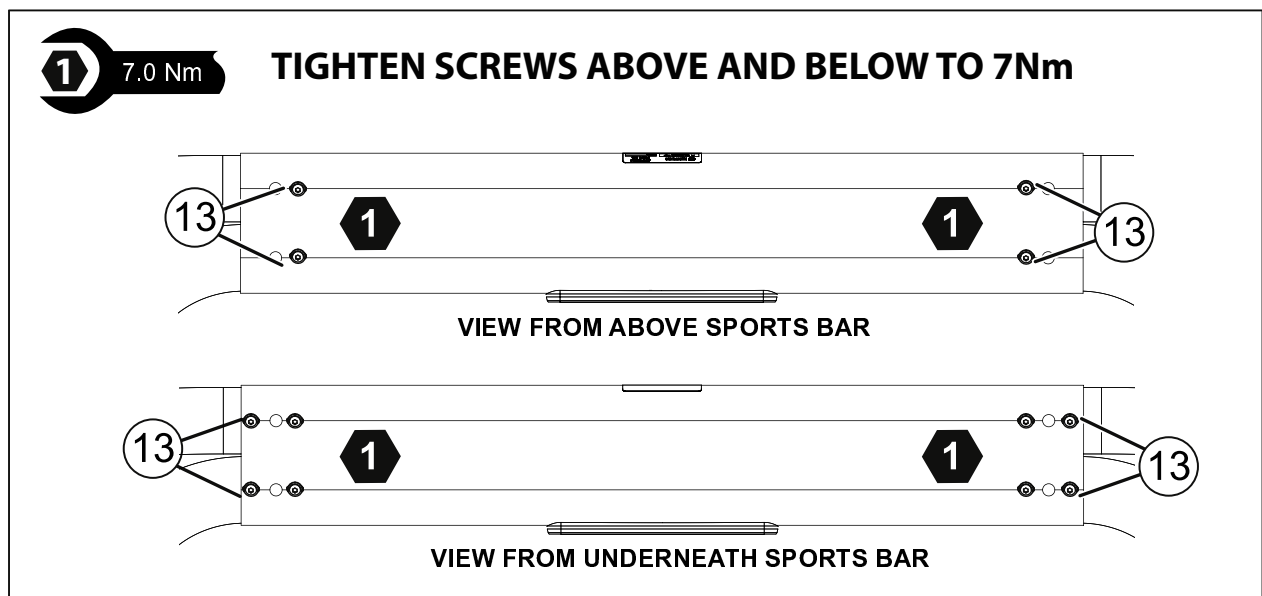 1 7.0 Nm TIGHTEN SCREWS ABOVE AND BELOW TO 7Nm
13 1 1 13
VIEW FROM ABOVE SPORTS BAR
13 1 1 13
VIEW FROM UNDERNEATH SPORTS BAR